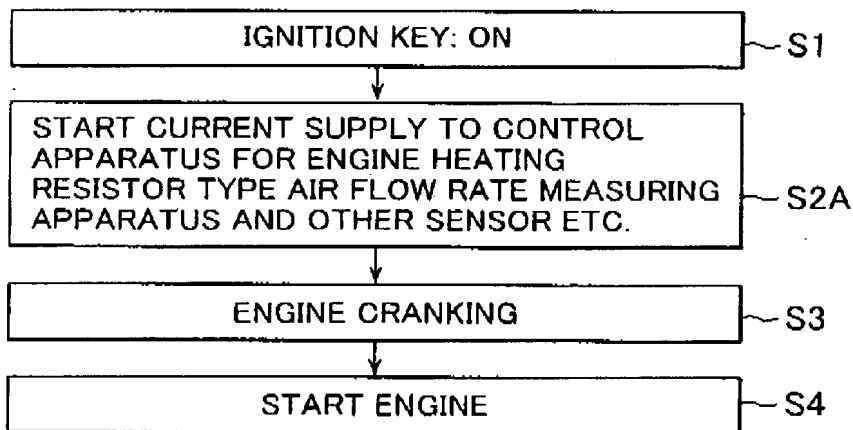 IGNITION KEY: ON
S1
START CURRENT SUPPLY TO CONTROL
APPARATUS FOR ENGINE HEATING
RESISTOR TYPE AIR FLOW RATE MEASURING
APPARATUS AND OTHER SENSOR ETC.
S2A
ENGINE CRANKING
S3
START ENGINE
S4